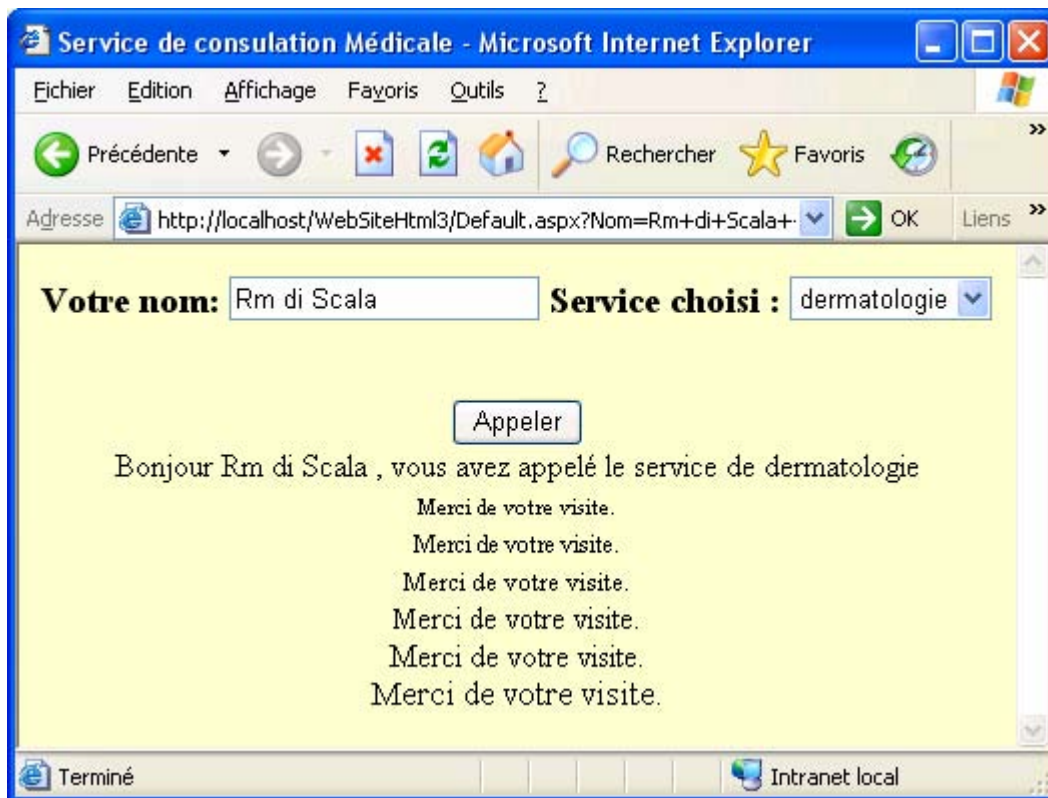 Service de consulation Médicale - Microsoft Internet Explorer
Fichier Edition Affichage Favoris Outils ?
Précédente Rechercher Favoris »
Adresse http://localhost/WebSiteHtml3/Default.aspx?Nom=Rm+di+Scala+ OK Liens »
Votre nom: Rm di Scala Service choisi : dermatologie
Appeler
Bonjour Rm di Scala , vous avez appelé le service de dermatologie
Merci de votre visite.
Merci de votre visite.
Merci de votre visite.
Merci de votre visite.
Merci de votre visite.
Merci de votre visite.
Terminé Intranet local